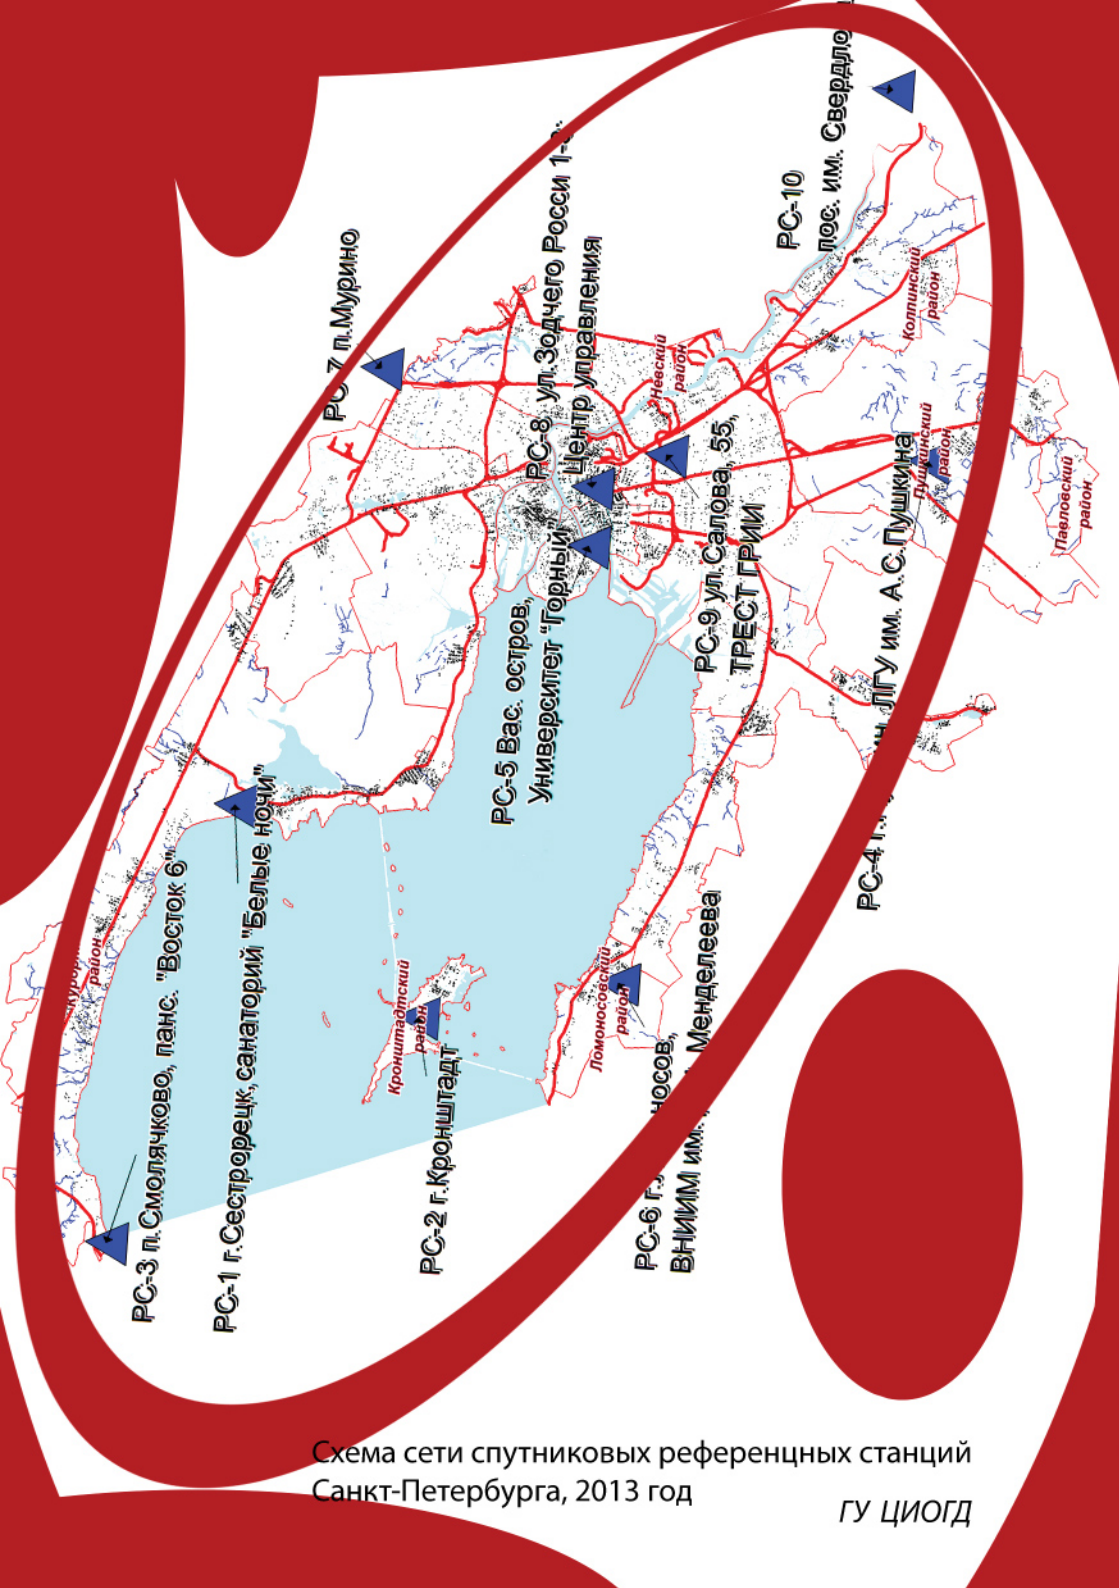 РС-3 п.Смолячково, панс. "Восток 6"
РС-1 г.Сестрорецк, санаторий "Белые ночи"
район
РС-7 п.Мурино
РС-2 г.Кронштадт
Кронштадтский
район
РС-5 Вас. остров,
Университет "Горный"
РС-8, ул.Зодчего Росси 1-3
Центр управления
Ломоносовский
район
РС-6
ВНИИМ им. Менделеева
Невский
район
РС-9 ул.Салова, 55,
ТРЕСТ ГРИИ
РС-10
пос. им.
РС-4 ЛГУ им. А.С.Пушкина
Колпинский
район
Пушкинский
район
Павловский
район
Схема сети спутниковых референцных станций
Санкт-Петербурга, 2013 год
ГУ ЦИОГД